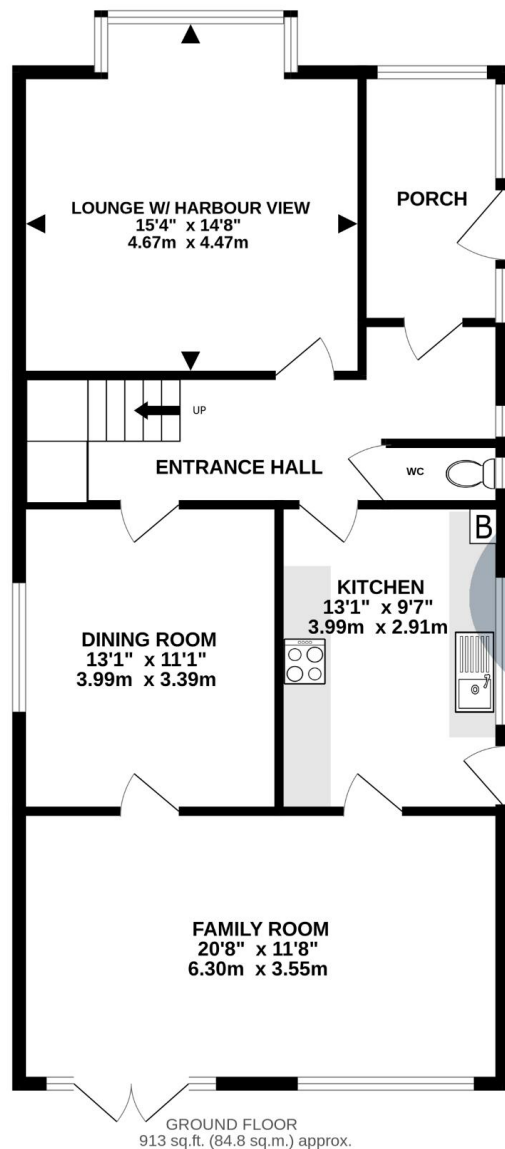 LOUNGE W/ HARBOUR VIEW
15'4" x 14'8"
4.67m x 4.47m
PORCH
UP
ENTRANCE HALL
WC
B
KITCHEN
13'1" x 9'7"
3.99m x 2.91m
DINING ROOM
13'1" x 11'1"
3.99m x 3.39m
FAMILY ROOM
20'8" x 11'8"
6.30m x 3.55m
GROUND FLOOR
913 sq.ft. (84.8 sq.m.) approx.